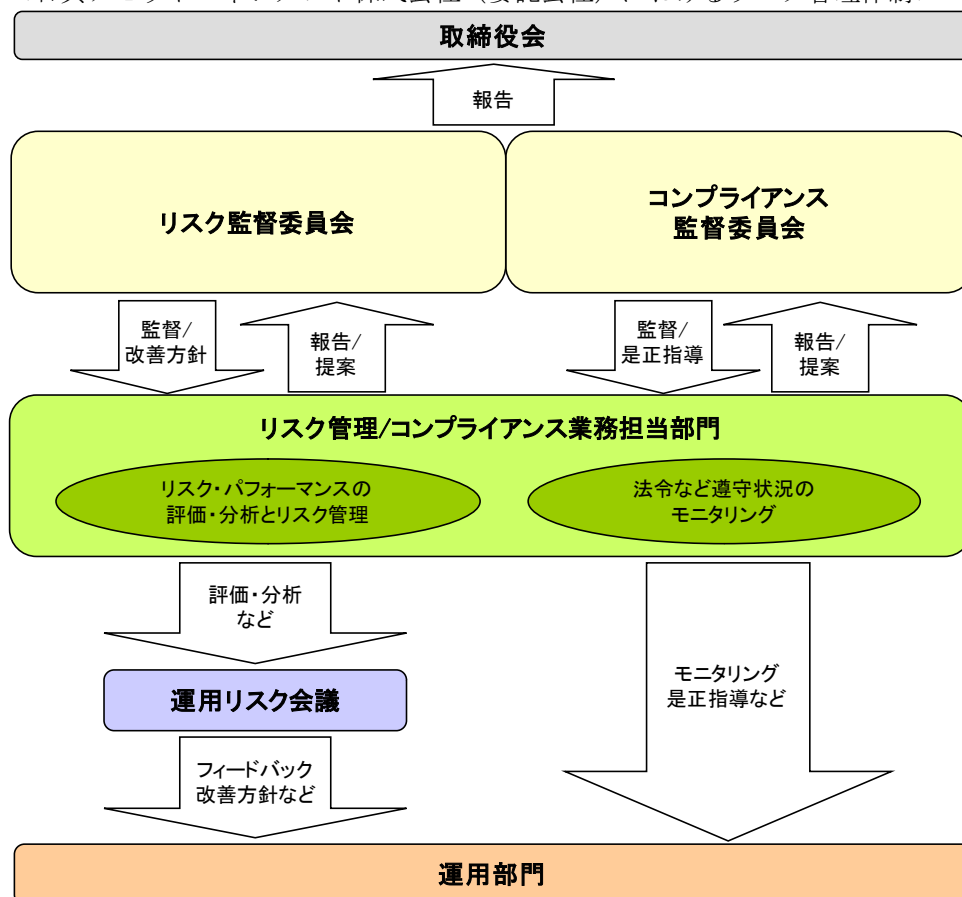 取締役会
報告
リスク監督委員会
コンプライアンス
監督委員会
監督/
改善方針
報告/
提案
監督/
是正指導
報告/
提案
リスク管理/コンプライアンス業務担当部門
リスク・パフォーマンスの
評価・分析とリスク管理
法令など遵守状況の
モニタリング
評価・分析
など
運用リスク会議
モニタリング
是正指導など
フィードバック
改善方針など
運用部門